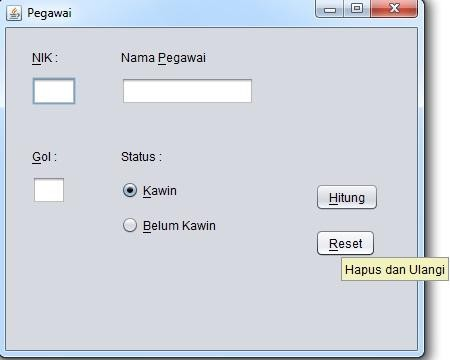 Pegawai
NIK :
Nama Pegawai
Gol :
Status :
Kawin
Hitung
Belum Kawin
Reset
Hapus dan Ulangi